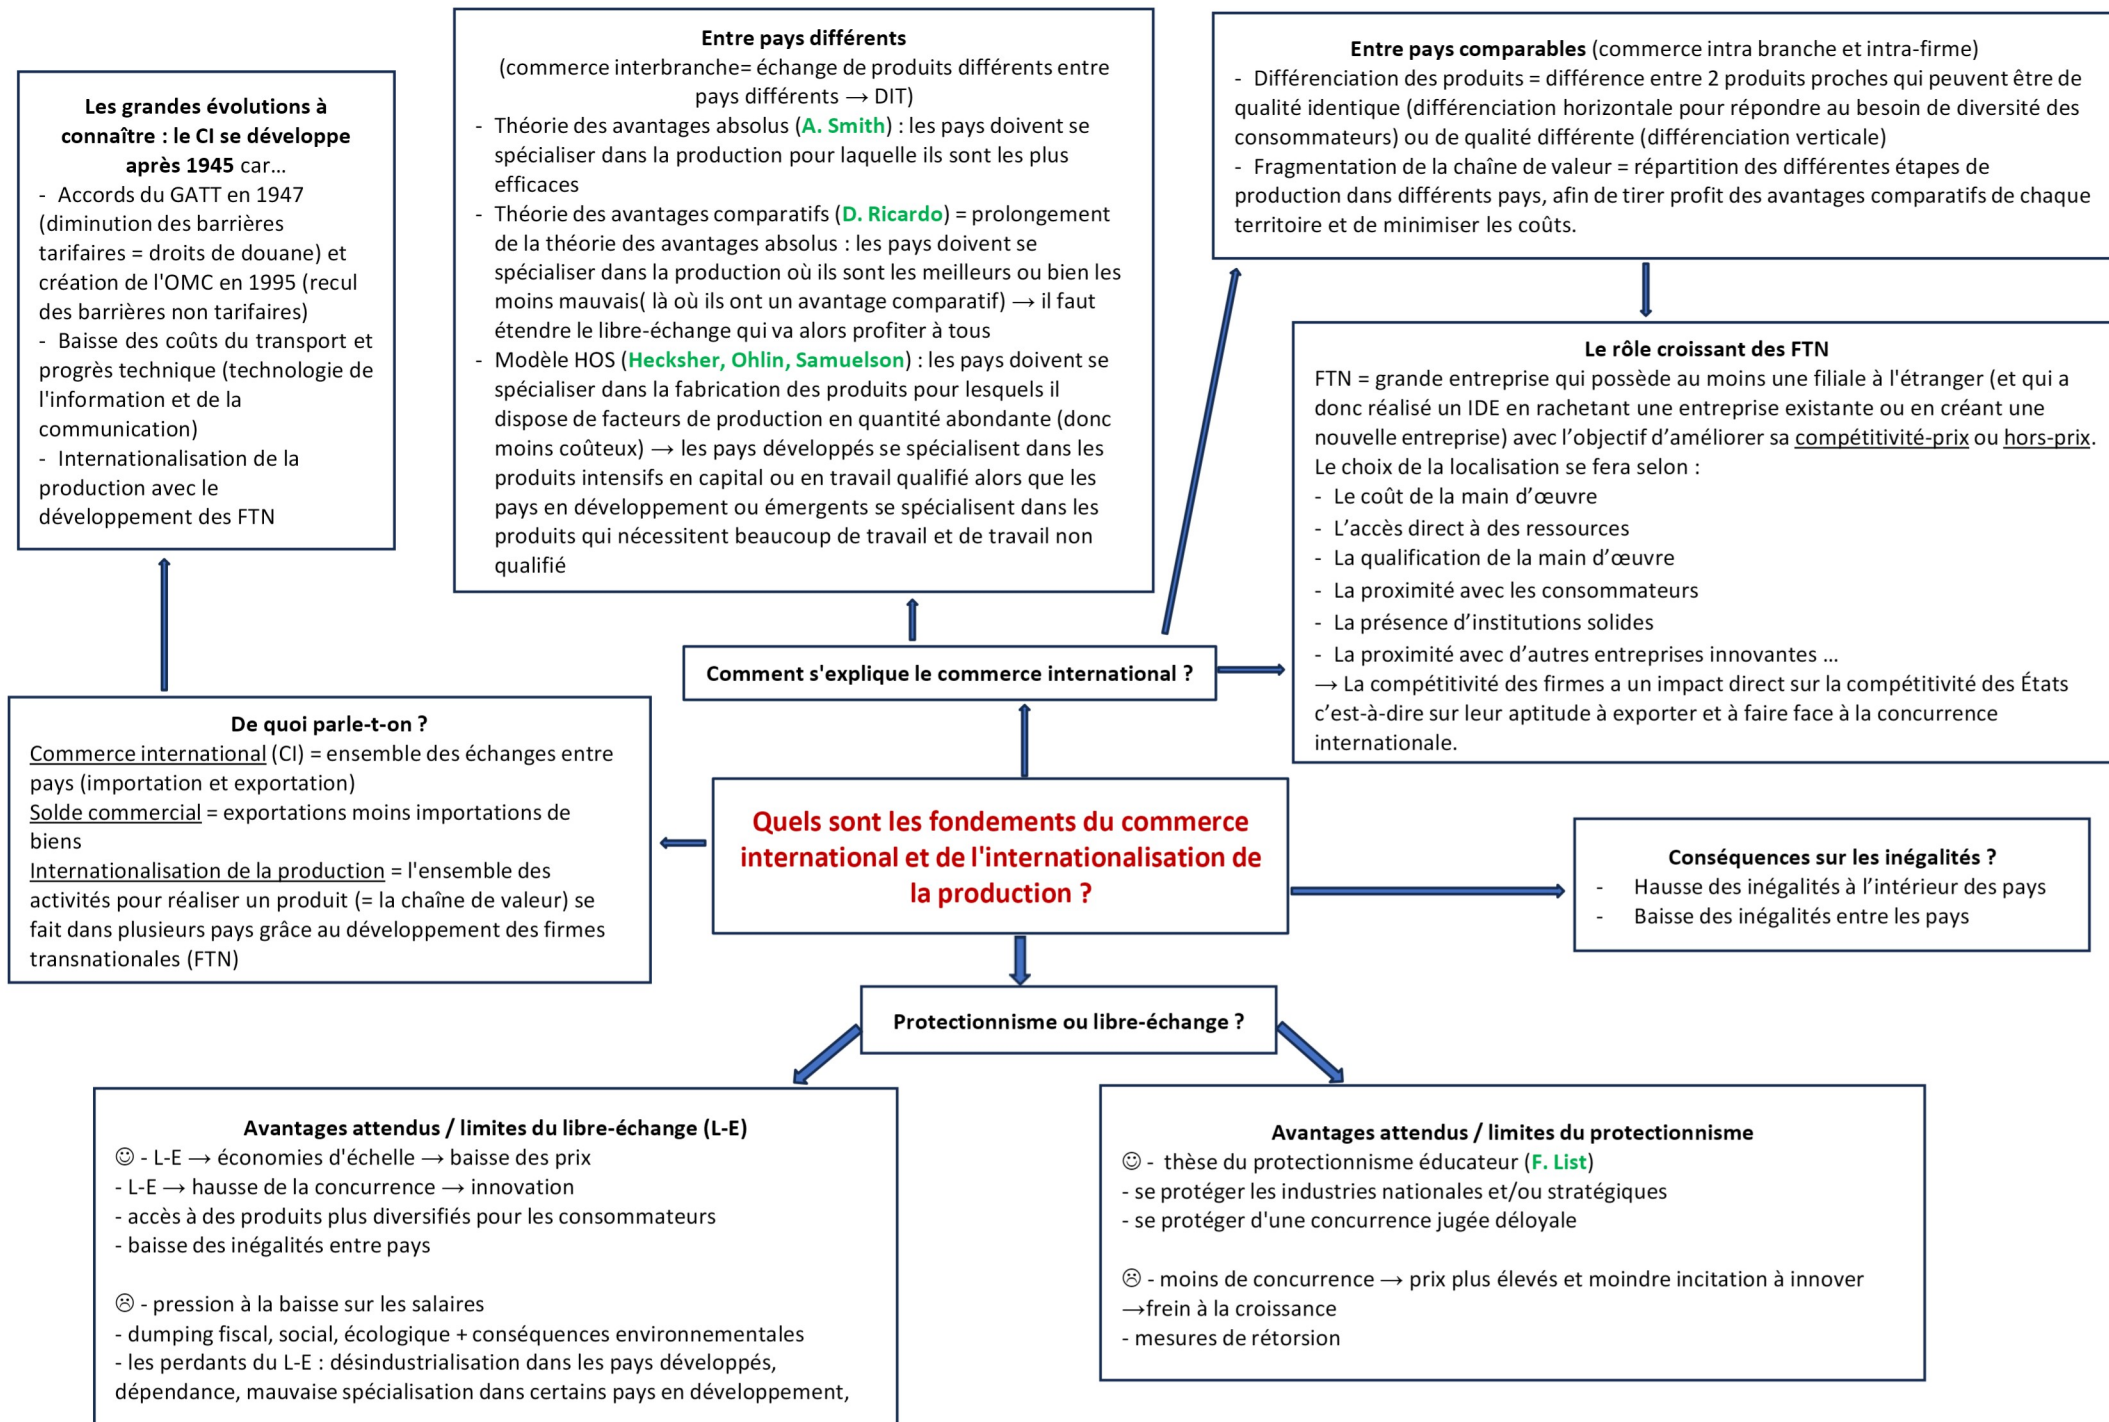 Les grandes évolutions à
connaître : le CI se développe
après 1945 car...
- Accords du GATT en 1947
(diminution des barrières
tarifaires = droits de douane) et
création de l'OMC en 1995 (recul
des barrières non tarifaires)
- Baisse des coûts du transport et
progrès technique (technologie de
l'information et de la
communication)
- Internationalisation de la
production avec le
développement des FTN
Entre pays différents
(commerce interbranche= échange de produits différents entre
pays différents → DIT)
- Théorie des avantages absolus (A. Smith) : les pays doivent se
spécialiser dans la production pour laquelle ils sont les plus
efficaces
- Théorie des avantages comparatifs (D. Ricardo) = prolongement
de la théorie des avantages absolus : les pays doivent se
spécialiser dans la production où ils sont les meilleurs ou bien les
moins mauvais( là où ils ont un avantage comparatif) → il faut
étendre le libre-échange qui va alors profiter à tous
- Modèle HOS (Hecksher, Ohlin, Samuelson) : les pays doivent se
spécialiser dans la fabrication des produits pour lesquels il
dispose de facteurs de production en quantité abondante (donc
moins coûteux) → les pays développés se spécialisent dans les
produits intensifs en capital ou en travail qualifié alors que les
pays en développement ou émergents se spécialisent dans les
produits qui nécessitent beaucoup de travail et de travail non
qualifié
Entre pays comparables (commerce intra branche et intra-firme)
- Différenciation des produits = différence entre 2 produits proches qui peuvent être de
qualité identique (différenciation horizontale pour répondre au besoin de diversité des
consommateurs) ou de qualité différente (différenciation verticale)
- Fragmentation de la chaîne de valeur = répartition des différentes étapes de
production dans différents pays, afin de tirer profit des avantages comparatifs de chaque
territoire et de minimiser les coûts.
Le rôle croissant des FTN
FTN = grande entreprise qui possède au moins une filiale à l'étranger (et qui a
donc réalisé un IDE en rachetant une entreprise existante ou en créant une
nouvelle entreprise) avec l’objectif d’améliorer sa compétitivité-prix ou hors-prix.
Le choix de la localisation se fera selon :
- Le coût de la main d’œuvre
- L’accès direct à des ressources
- La qualification de la main d’œuvre
- La proximité avec les consommateurs
- La présence d’institutions solides
- La proximité avec d’autres entreprises innovantes ...
→ La compétitivité des firmes a un impact direct sur la compétitivité des États
c’est-à-dire sur leur aptitude à exporter et à faire face à la concurrence
internationale.
Comment s'explique le commerce international ?
De quoi parle-t-on ?
Commerce international (CI) = ensemble des échanges entre
pays (importation et exportation)
Solde commercial = exportations moins importations de
biens
Internationalisation de la production = l'ensemble des
activités pour réaliser un produit (= la chaîne de valeur) se
fait dans plusieurs pays grâce au développement des firmes
transnationales (FTN)
Quels sont les fondements du commerce
international et de l'internationalisation de
la production ?
Conséquences sur les inégalités ?
- Hausse des inégalités à l’intérieur des pays
- Baisse des inégalités entre les pays
Protectionnisme ou libre-échange ?
Avantages attendus / limites du libre-échange (L-E)
☺ - L-E → économies d'échelle → baisse des prix
- L-E → hausse de la concurrence → innovation
- accès à des produits plus diversifiés pour les consommateurs
- baisse des inégalités entre pays
☹ - pression à la baisse sur les salaires
- dumping fiscal, social, écologique + conséquences environnementales
- les perdants du L-E : désindustrialisation dans les pays développés,
dépendance, mauvaise spécialisation dans certains pays en développement,
Avantages attendus / limites du protectionnisme
☺ - thèse du protectionnisme éducateur (F. List)
- se protéger les industries nationales et/ou stratégiques
- se protéger d'une concurrence jugée déloyale
☹ - moins de concurrence → prix plus élevés et moindre incitation à innover
→frein à la croissance
- mesures de rétorsion